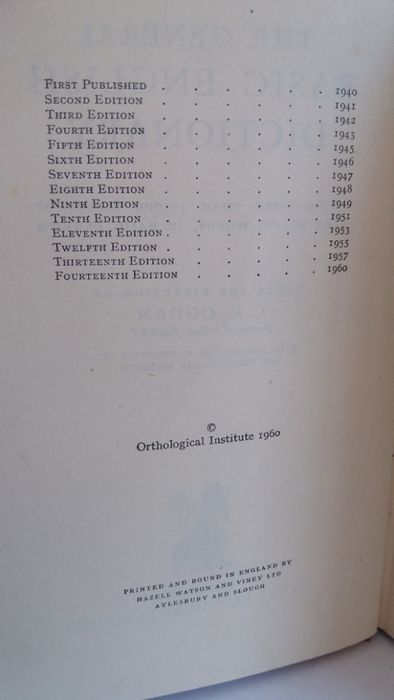 First Published . . . . . . 1940
Second Edition . . . . . . 1941
Third Edition . . . . . . 1942
Fourth Edition . . . . . . 1943
Fifth Edition . . . . . . 1945
Sixth Edition . . . . . . 1946
Seventh Edition . . . . . . 1947
Eighth Edition . . . . . . 1948
Ninth Edition . . . . . . 1949
Tenth Edition . . . . . . 1951
Eleventh Edition . . . . . . 1953
Twelfth Edition . . . . . . 1955
Thirteenth Edition . . . . . 1957
Fourteenth Edition . . . . . 1960
©
Orthological Institute 1960
PRINTED AND BOUND IN ENGLAND BY
HAZELL WATSON AND VINEY LTD
AYLESBURY AND SLOUGH